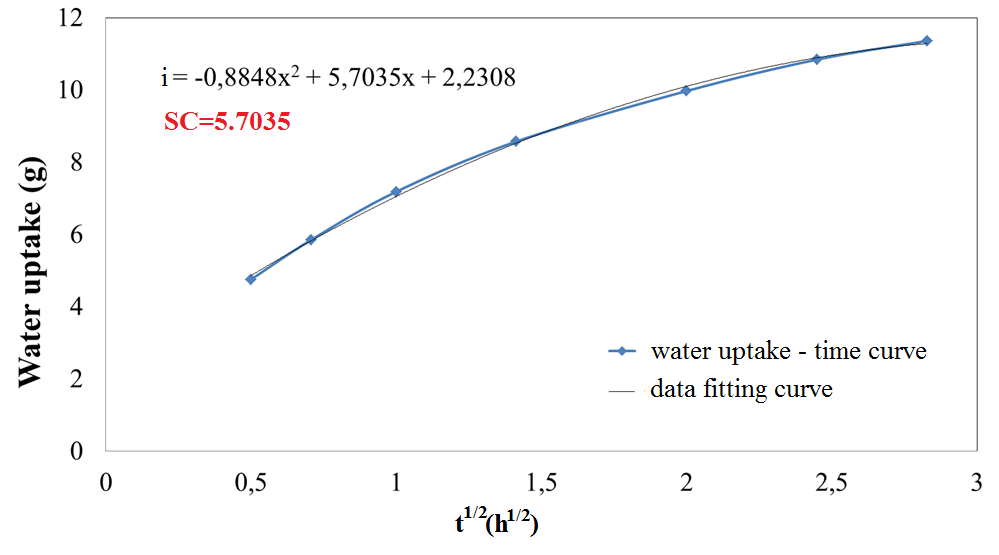 12
10
8
6
4
2
0
i = -0,8848x² + 5,7035x + 2,2308
SC=5.7035
Water uptake (g)
water uptake - time curve
data fitting curve
0 0,5 1 1,5 2 2,5 3
t^1/2(h^1/2)